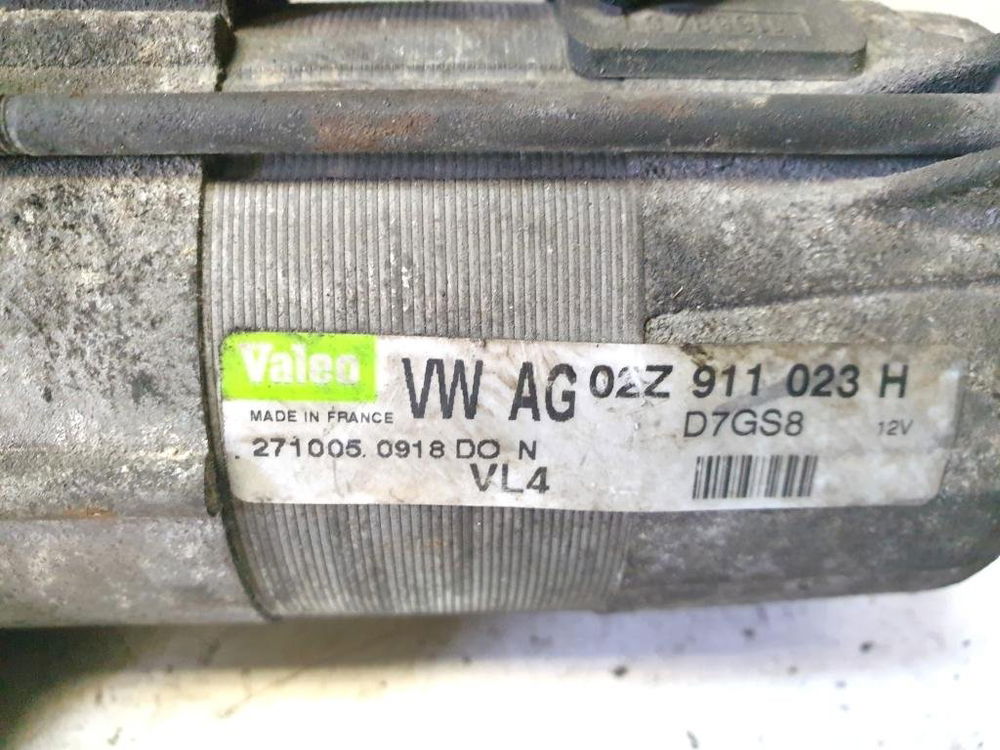 Valeo VW AG 02Z 911 023 H
MADE IN FRANCE D7GS8 12V
271005 0918 DO N
VL4